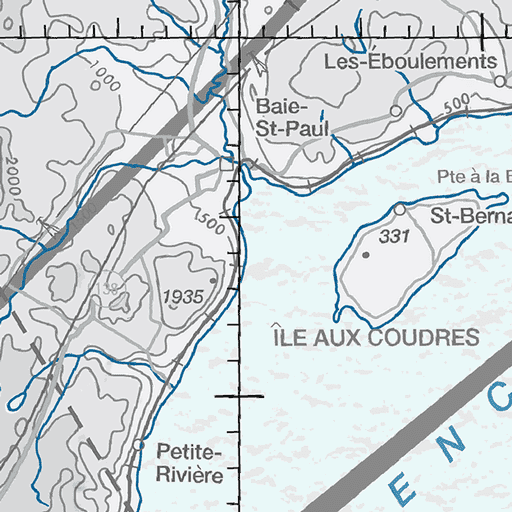 Les-Éboulements
1000
Baie-
St-Paul
500
2000
Pte à la B
St-Berna
1500
331
38
1935
ÎLE AUX COUDRES
Petite-
Rivière
E N C